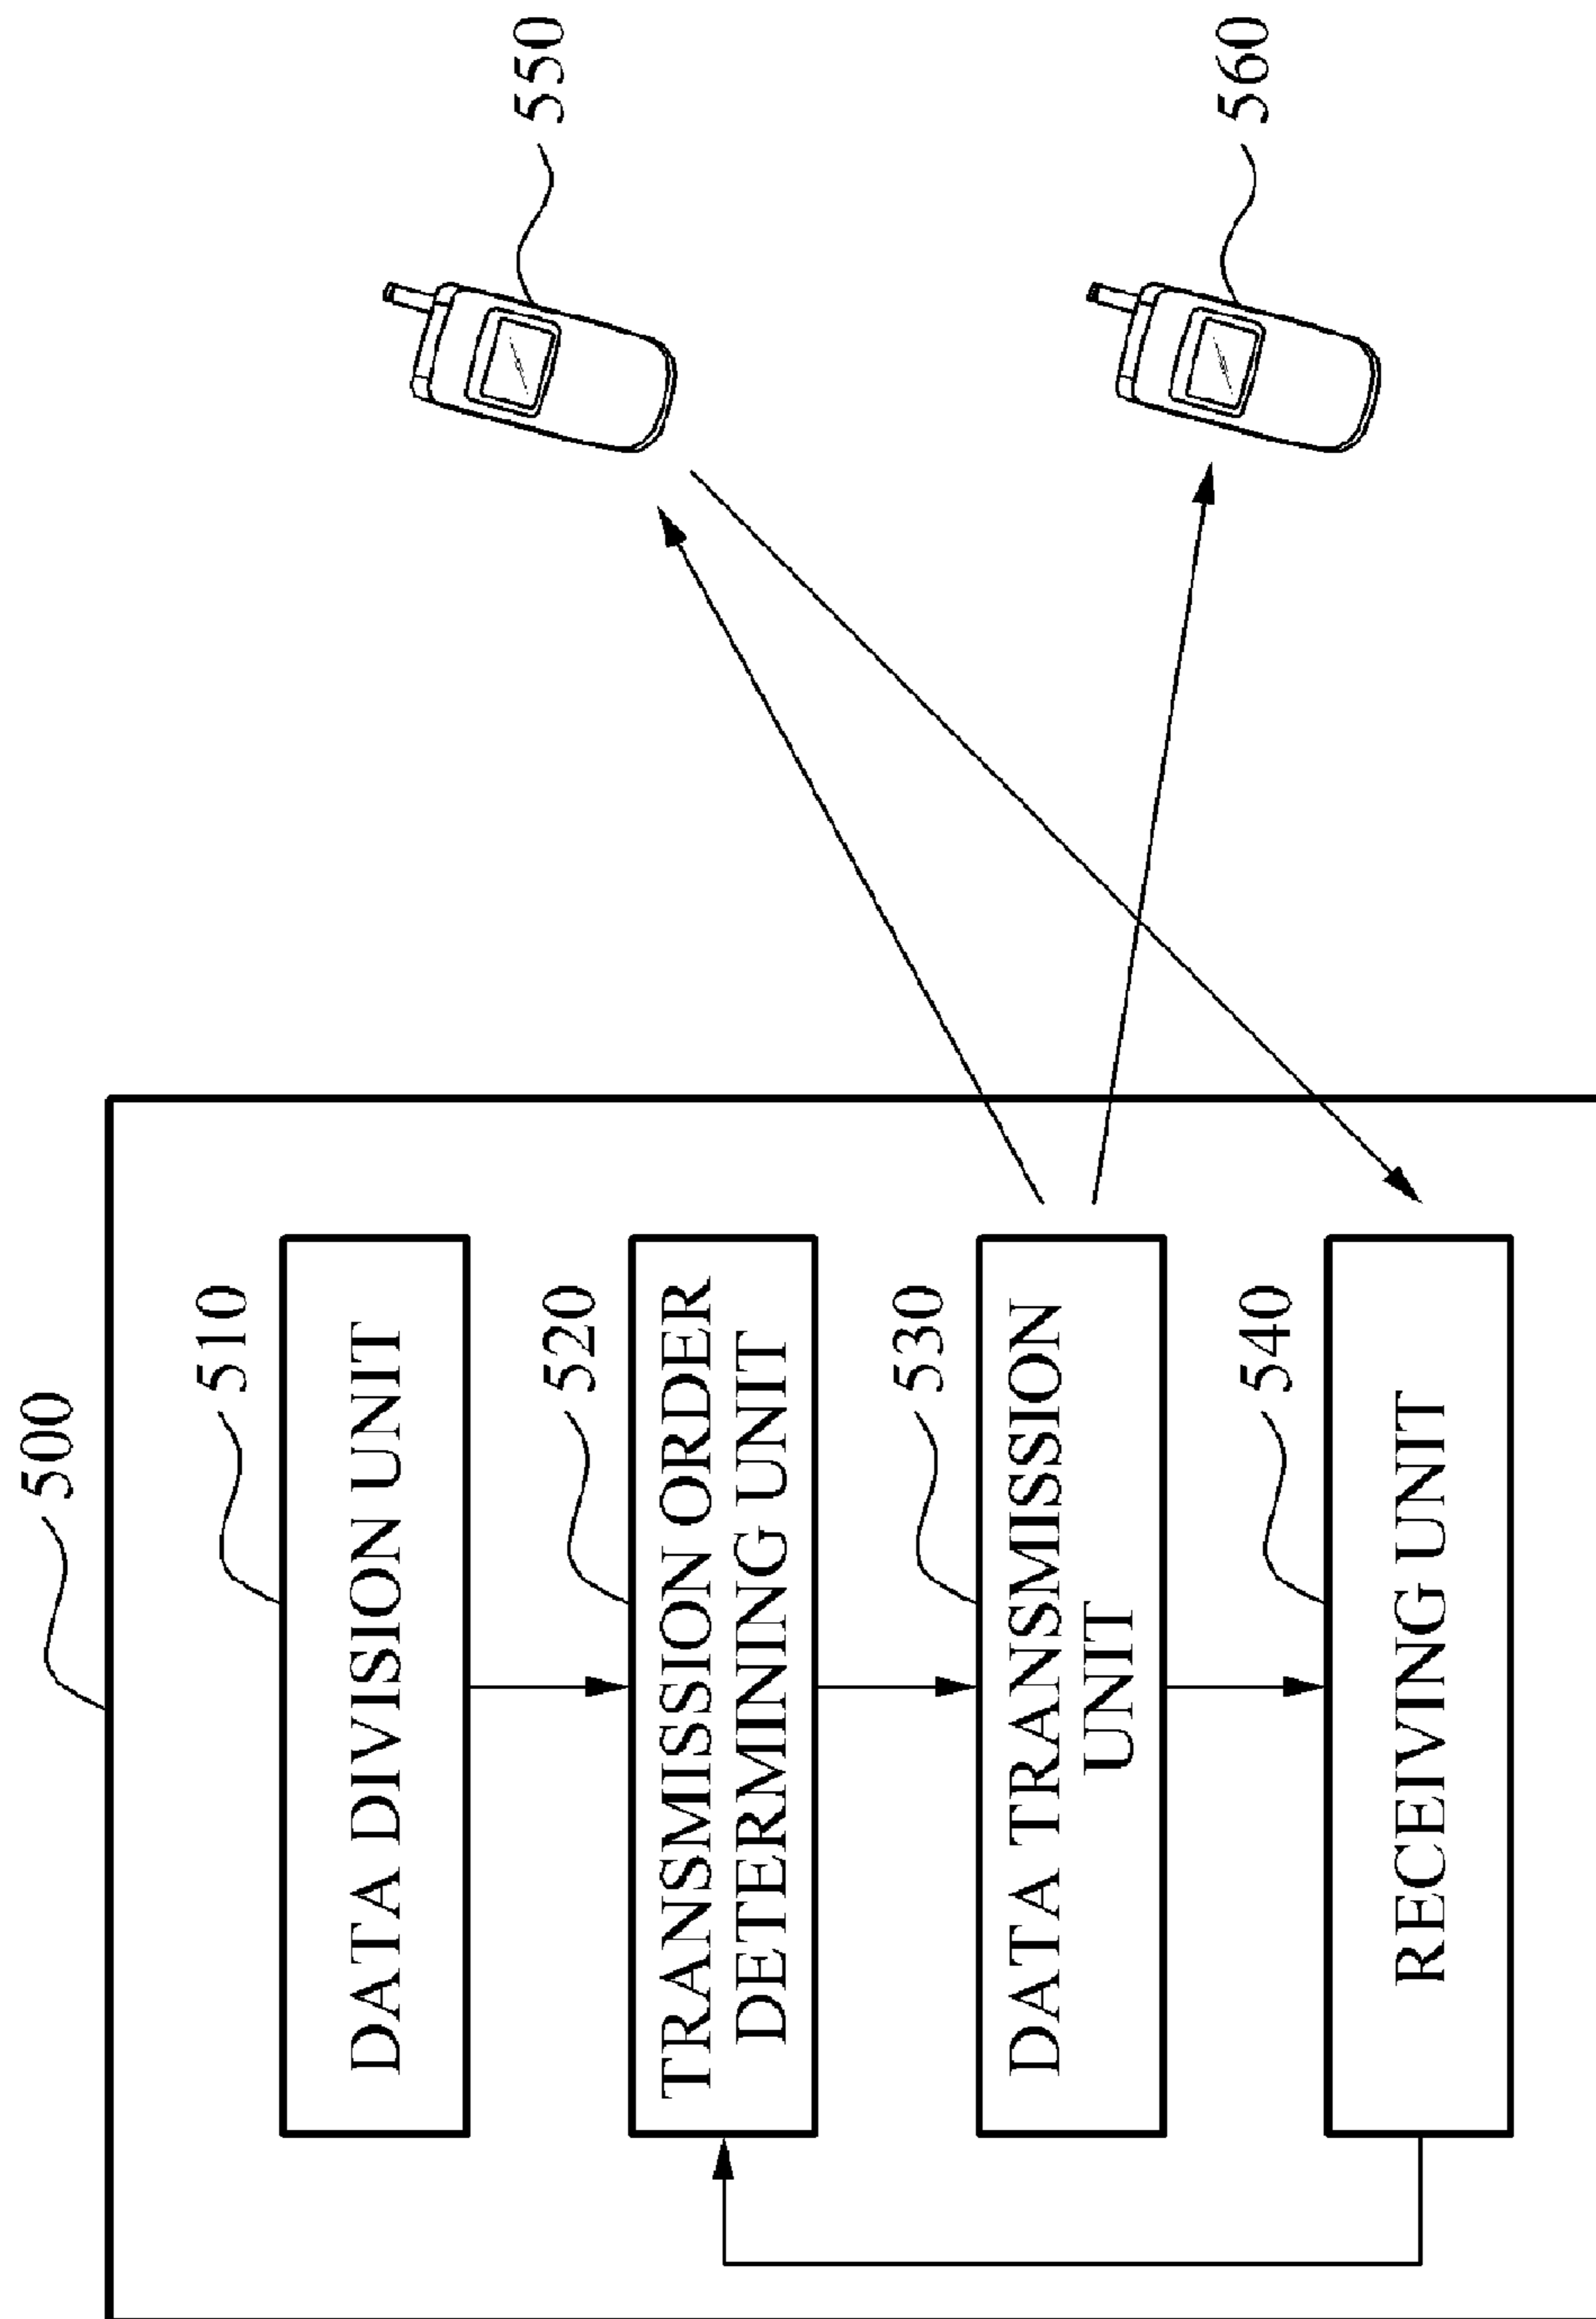 500
510
DATA DIVISION UNIT
520
TRANSMISSION ORDER
DETERMINING UNIT
530
DATA TRANSMISSION
UNIT
540
RECEIVING UNIT
550
560